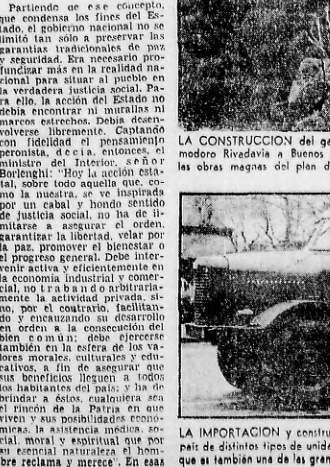 Partiendo de ese concepto,
que condensa los fines del Es-
tado, el gobierno nacional no se
limitó tan sólo a preservar las
garantías tradicionales de paz
y seguridad. Era necesario pro-
fundizar más en la realidad na-
cional para situar al pueblo en
la verdadera justicia social. Pa-
ra ello, la acción del Estado no
debía encontrar ni murallas ni
marcos estrechos. Debía desen-
volverse libremente. Captando
con fidelidad el pensamiento
peronista, decía, entonces, el
ministro del Interior, señor
Borlenghi: "Hoy la acción esta-
tal, sobre todo aquella que, co-
mo la nuestra, se ve inspirada
por un cabal y hondo sentido
de justicia social, no ha de li-
mitarse a asegurar el orden,
garantizar la libertad, velar por
la paz, promover el bienestar o
el progreso general. Debe inter-
venir activa y eficientemente en
la economía industrial y comer-
cial, no trabando arbitraria-
mente la actividad privada, si-
no, por el contrario, facilitan-
do y encauzando su desarrollo
en orden a la consecución del
bien común; debe ejercerse
también en la esfera de los va-
lores morales, culturales y edu-
cativos, a fin de asegurar que
sus beneficios lleguen a todos
los habitantes del país; y ha de
brindar a éstos, cualquiera sea
el rincón de la Patria en que
viven y sus posibilidades econó-
micas, la asistencia médica, so-
cial, moral y espiritual que por
su esencial naturaleza el hom-
bre reclama y merece". En esas
LA CONSTRUCCION del ga
modoro Rivadavia a Buenos
las obras magnas del plan d
LA IMPORTACION y constru
país de distintos tipos de unida
que es también una de las gran